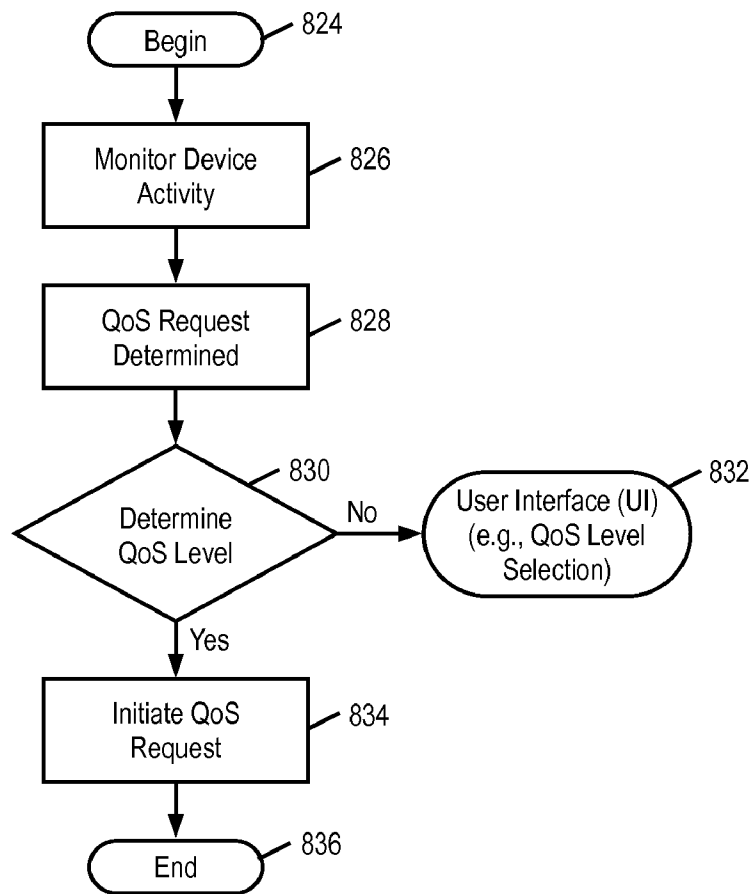 Begin
824
Monitor Device
Activity
826
QoS Request
Determined
828
830
Determine
QoS Level
No
832
User Interface (UI)
(e.g., QoS Level
Selection)
Yes
Initiate QoS
Request
834
End
836